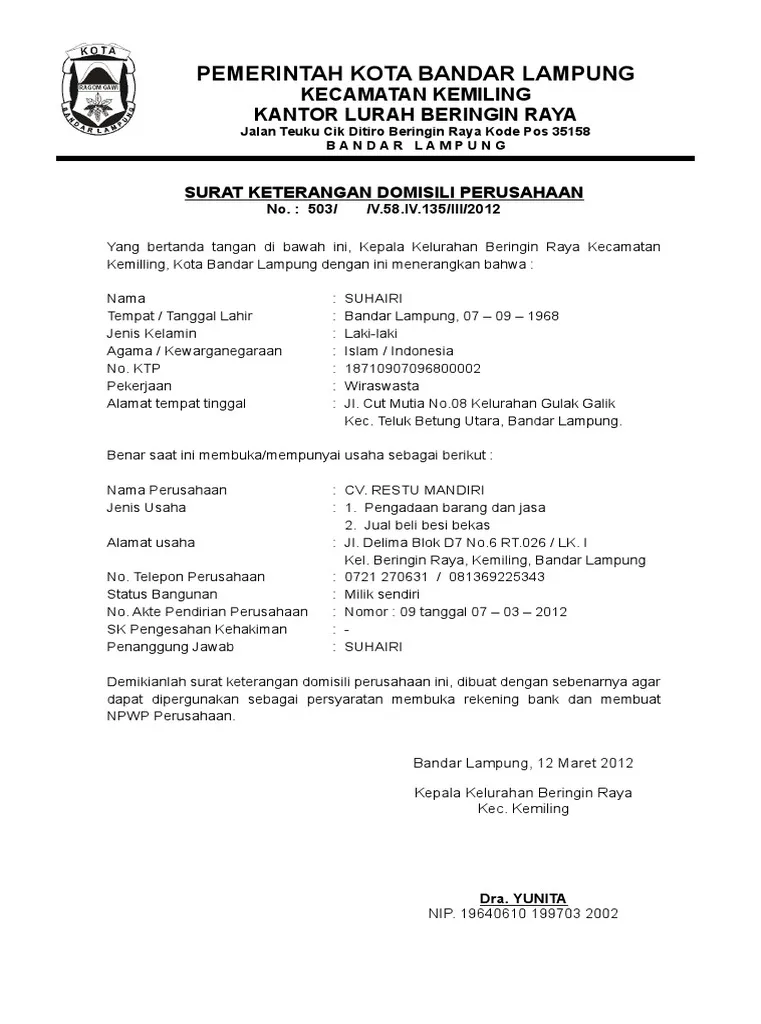 KOTA
RAGOM GAWI
BANDAR LAMPUNG
PEMERINTAH KOTA BANDAR LAMPUNG
KECAMATAN KEMILING
KANTOR LURAH BERINGIN RAYA
Jalan Teuku Cik Ditiro Beringin Raya Kode Pos 35158
BANDAR LAMPUNG
SURAT KETERANGAN DOMISILI PERUSAHAAN
No. : 503/ /V.58.IV.135/III/2012
Yang bertanda tangan di bawah ini, Kepala Kelurahan Beringin Raya Kecamatan
Kemilling, Kota Bandar Lampung dengan ini menerangkan bahwa :
Nama : SUHAIRI
Tempat / Tanggal Lahir : Bandar Lampung, 07 – 09 – 1968
Jenis Kelamin : Laki-laki
Agama / Kewarganegaraan : Islam / Indonesia
No. KTP : 18710907096800002
Pekerjaan : Wiraswasta
Alamat tempat tinggal : Jl. Cut Mutia No.08 Kelurahan Gulak Galik
Kec. Teluk Betung Utara, Bandar Lampung.
Benar saat ini membuka/mempunyai usaha sebagai berikut :
Nama Perusahaan : CV. RESTU MANDIRI
Jenis Usaha : 1. Pengadaan barang dan jasa
2. Jual beli besi bekas
Alamat usaha : Jl. Delima Blok D7 No.6 RT.026 / LK. I
Kel. Beringin Raya, Kemiling, Bandar Lampung
No. Telepon Perusahaan : 0721 270631 / 081369225343
Status Bangunan : Milik sendiri
No. Akte Pendirian Perusahaan : Nomor : 09 tanggal 07 – 03 – 2012
SK Pengesahan Kehakiman : -
Penanggung Jawab : SUHAIRI
Demikianlah surat keterangan domisili perusahaan ini, dibuat dengan sebenarnya agar
dapat dipergunakan sebagai persyaratan membuka rekening bank dan membuat
NPWP Perusahaan.
Bandar Lampung, 12 Maret 2012
Kepala Kelurahan Beringin Raya
Kec. Kemiling
Dra. YUNITA
NIP. 19640610 199703 2002